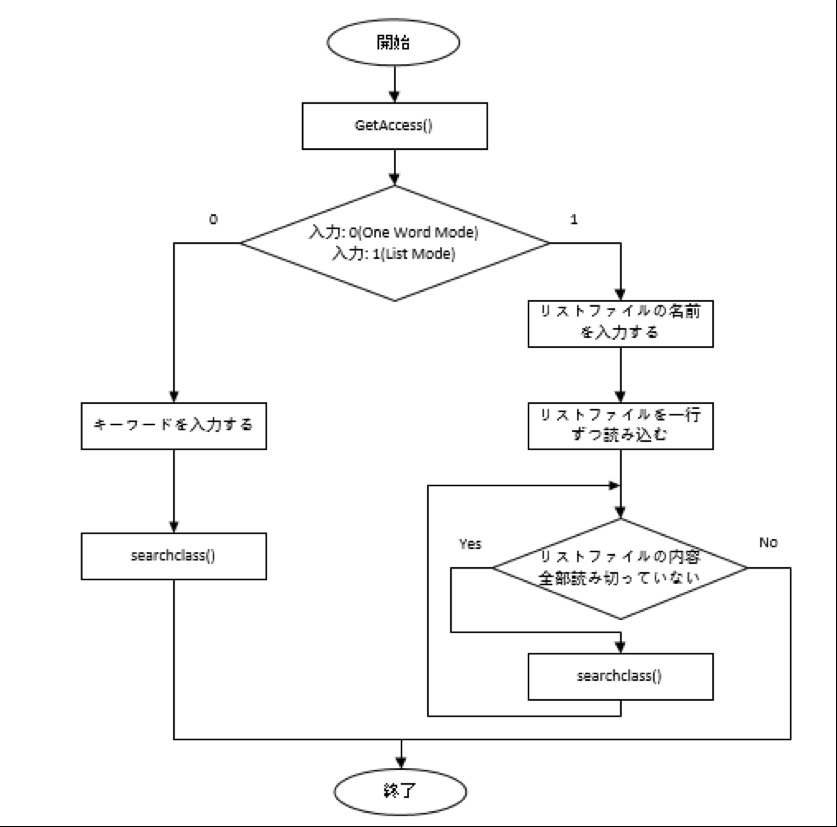 開始
GetAccess()
0
1
入力: 0(One Word Mode)
入力: 1(List Mode)
リストファイルの名前
を入力する
キーワードを入力する
リストファイルを一行
ずつ読み込む
searchclass()
Yes
No
リストファイルの内容
全部読み切っていない
searchclass()
終了